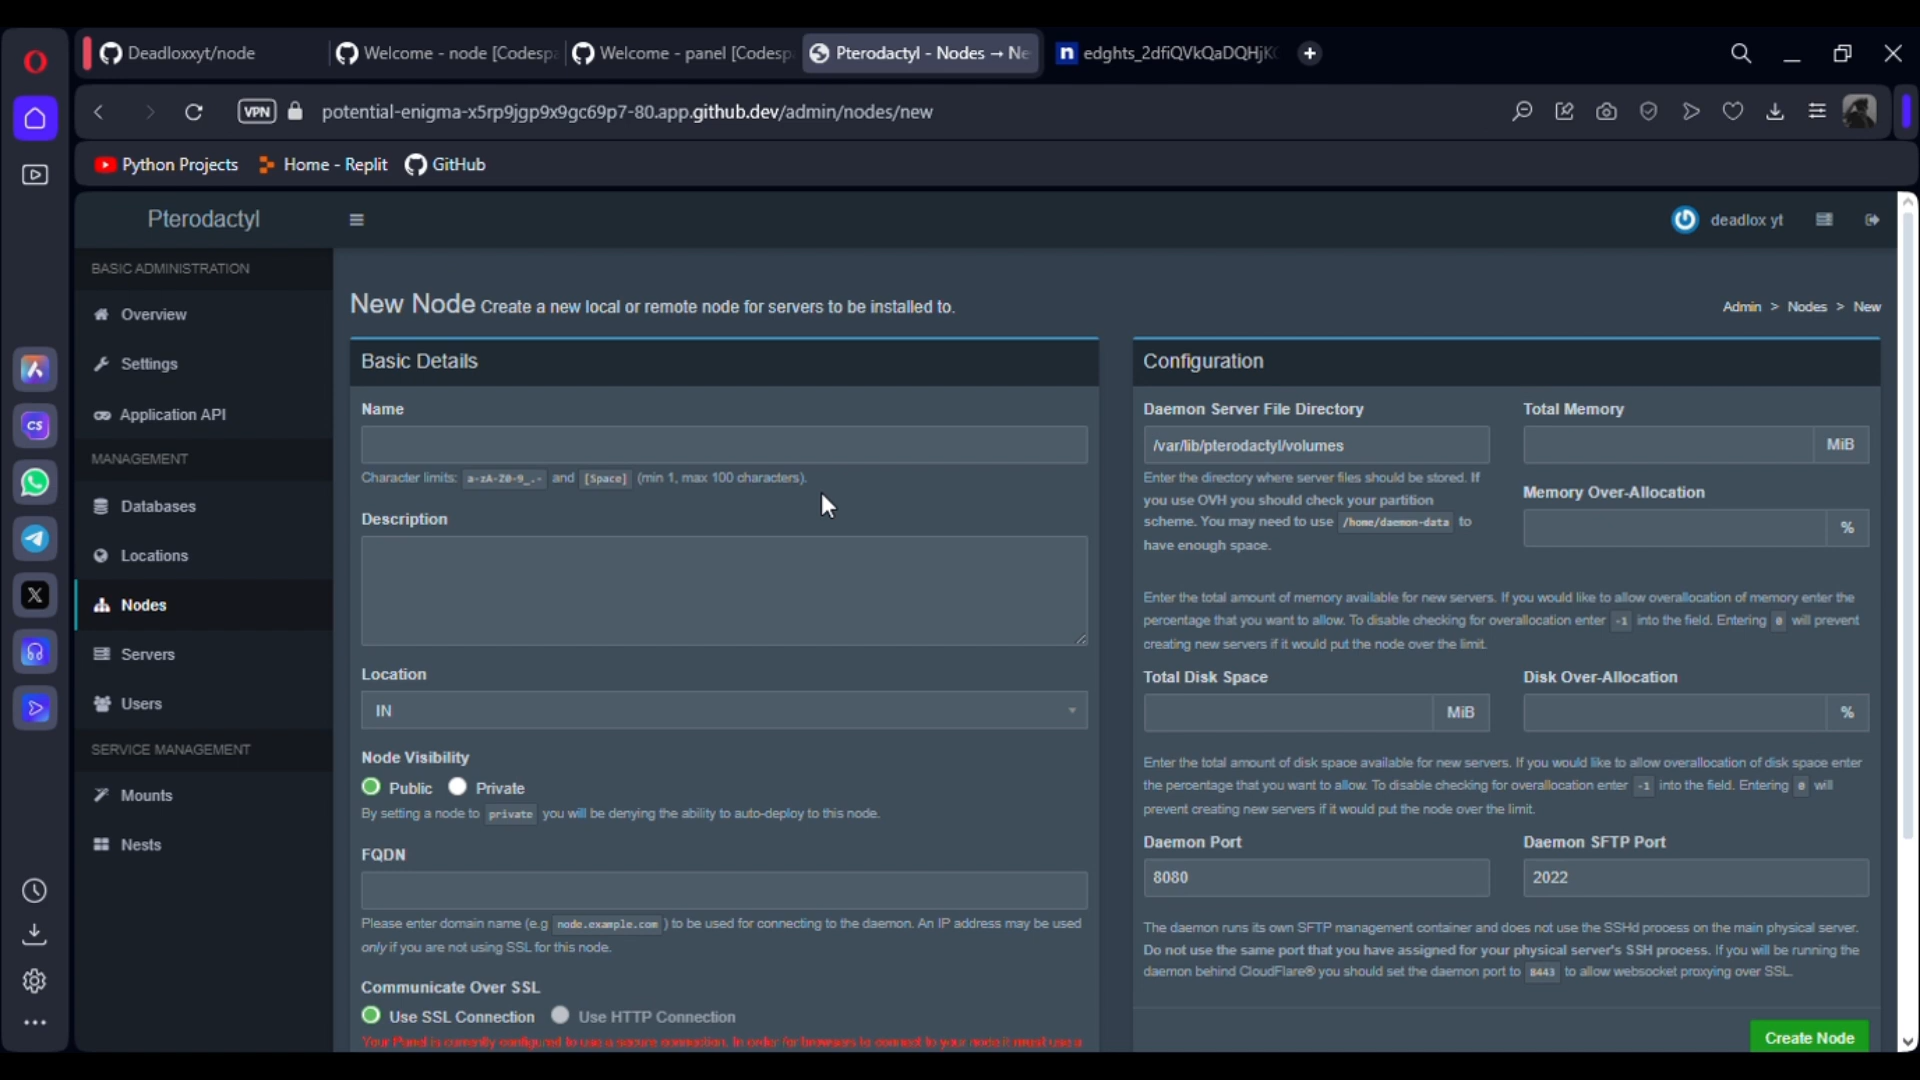 Deadloxxyt/node
Welcome - node [Codesp
Welcome - panel [Codesp
Pterodactyl - Nodes → Ne
edghts_2dfiQVkQaDQHjK
VPN
potential-enigma-x5rp9jgp9x9gc69p7-80.app.github.dev/admin/nodes/new
Python Projects
Home - Replit
GitHub
Pterodactyl
deadlox yt
BASIC ADMINISTRATION
Overview
Settings
Application API
MANAGEMENT
Databases
Locations
Nodes
Servers
Users
SERVICE MANAGEMENT
Mounts
Nests
CS
New Node Create a new local or remote node for servers to be installed to.
Admin > Nodes > New
Basic Details
Name
Character limits: a-zA-Z0-9_.- and [Space] (min 1, max 100 characters).
Description
Location
IN
Node Visibility
Public Private
By setting a node to private you will be denying the ability to auto-deploy to this node.
FQDN
Please enter domain name (e.g node.example.com ) to be used for connecting to the daemon. An IP address may be used
only if you are not using SSL for this node.
Communicate Over SSL
Use SSL Connection Use HTTP Connection
Your Panel is currently configured to use a secure connection. In order for browsers to connect to your node it must use a
Configuration
Daemon Server File Directory
/var/lib/pterodactyl/volumes
Enter the directory where server files should be stored. If
you use OVH you should check your partition
scheme. You may need to use /home/daemon-data to
have enough space.
Total Memory
MiB
Memory Over-Allocation
%
Enter the total amount of memory available for new servers. If you would like to allow overallocation of memory enter the
percentage that you want to allow. To disable checking for overallocation enter -1 into the field. Entering 0 will prevent
creating new servers if it would put the node over the limit.
Total Disk Space
MiB
Disk Over-Allocation
%
Enter the total amount of disk space available for new servers. If you would like to allow overallocation of disk space enter
the percentage that you want to allow. To disable checking for overallocation enter -1 into the field. Entering 0 will
prevent creating new servers if it would put the node over the limit.
Daemon Port
8080
Daemon SFTP Port
2022
The daemon runs its own SFTP management container and does not use the SSHd process on the main physical server.
Do not use the same port that you have assigned for your physical server's SSH process. If you will be running the
daemon behind CloudFlare® you should set the daemon port to 8443 to allow websocket proxying over SSL.
Create Node